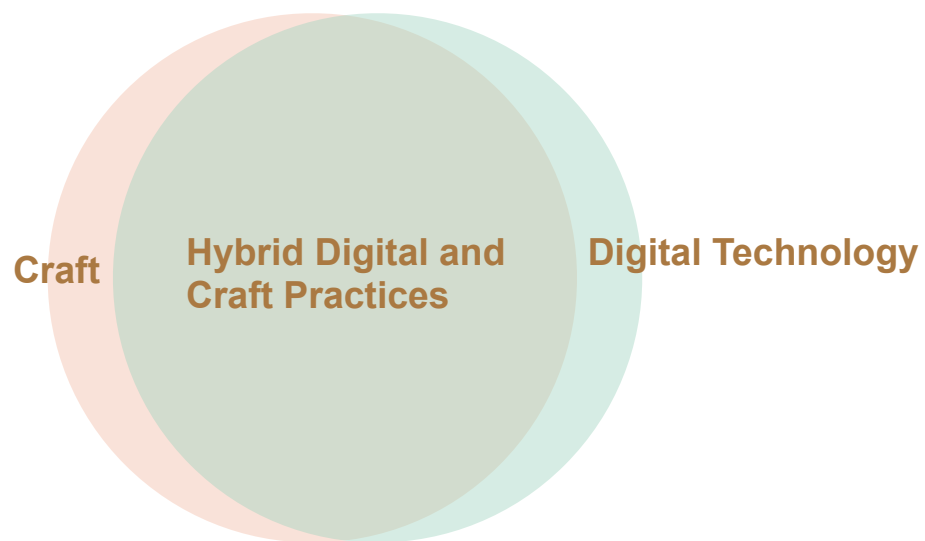 Craft
Hybrid Digital and
Craft Practices
Digital Technology